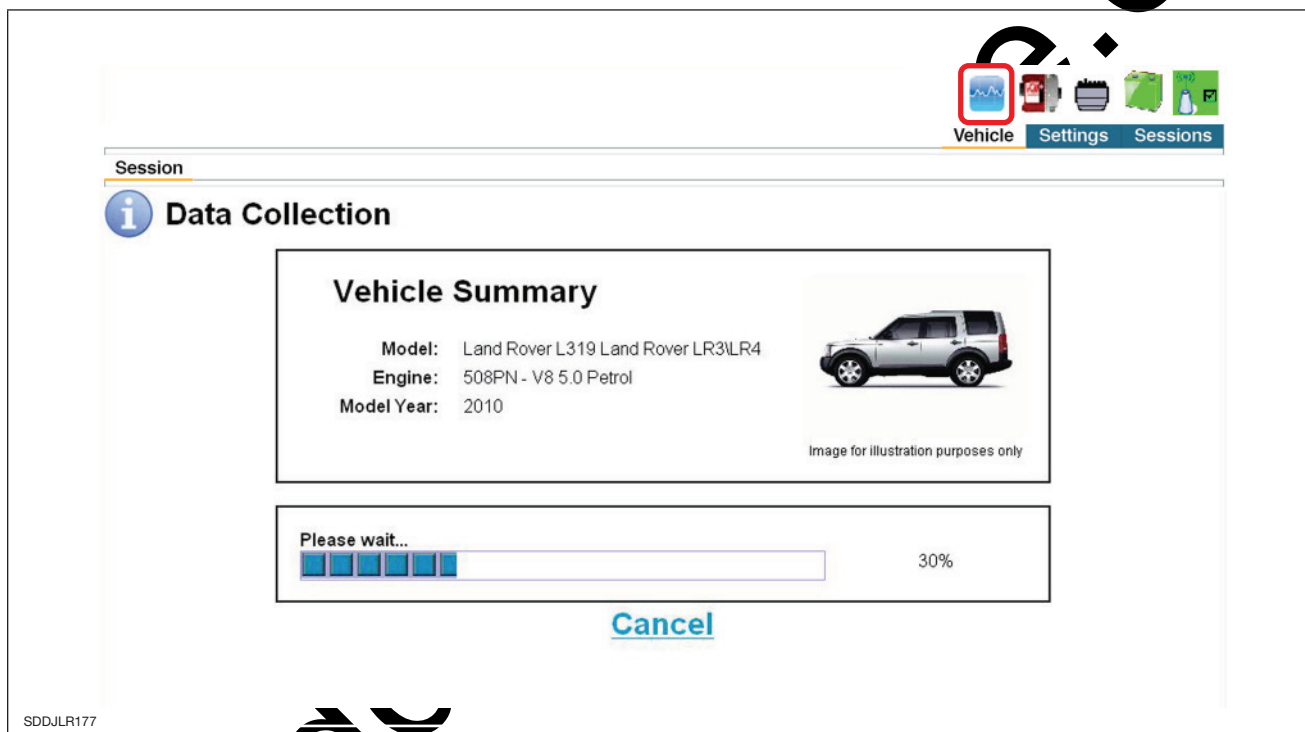 Vehicle Settings Sessions
Session
Data Collection
Vehicle Summary
Model: Land Rover L319 Land Rover LR3\LR4
Engine: 508PN - V8 5.0 Petrol
Model Year: 2010
Image for illustration purposes only
Please wait...
30%
Cancel
SDDJLR177